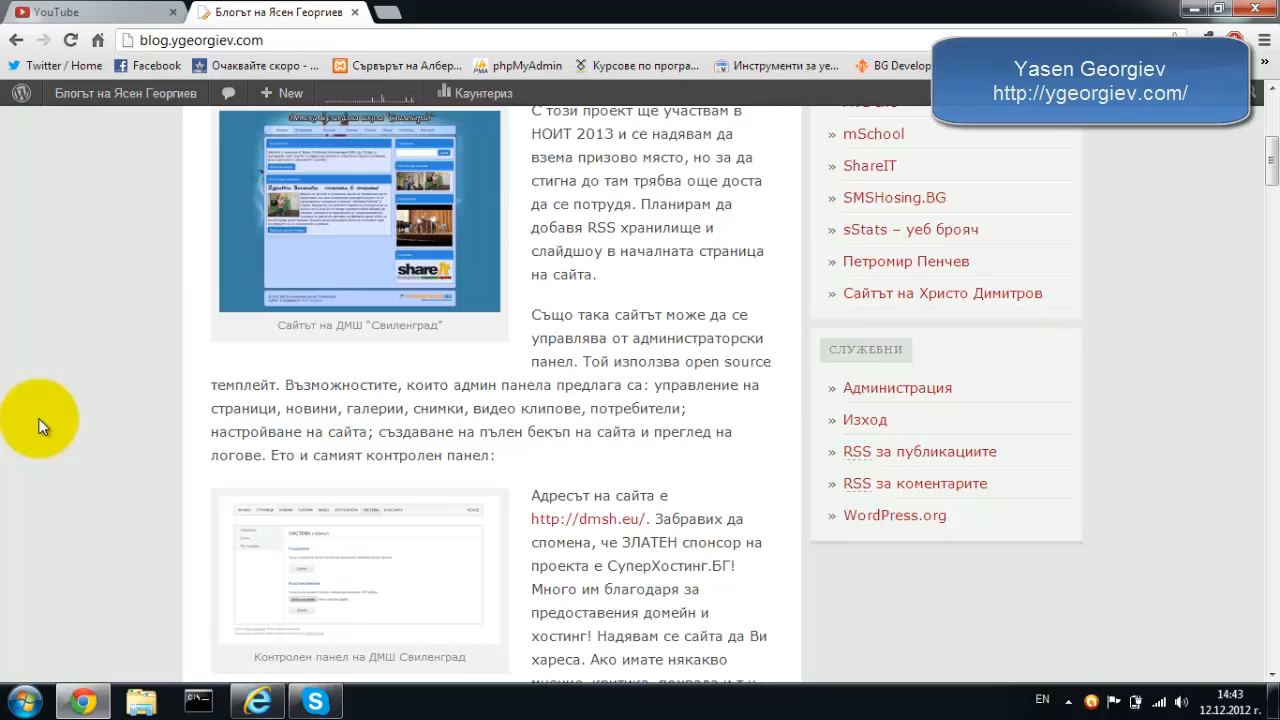 YouTube
Блогът на Ясен Георгиев
blog.ygeorgiev.com
Twitter / Home
Facebook
Очаквайте скоро - ...
Сървърът на Албер...
phpMyAdmin
Курсове по програ...
Инструменти за уе...
BG Develop
»
Yasen Georgiev
http://ygeorgiev.com/
Блогът на Ясен Георгиев
+ New
Каунтериз
С този проект ще участвам в
НОИТ 2013 и се надявам да
взема призово място, но за да
стигна до там трябва още доста
да се потрудя. Планирам да
добавя RSS хранилище и
слайдшоу в началната страница
на сайта.
shareit
Сайтът на ДМШ “Свиленград”
Също така сайтът може да се
управлява от администраторски
панел. Той използва open source
темплейт. Възможностите, които админ панела предлага са: управление на
страници, новини, галерии, снимки, видео клипове, потребители;
настройване на сайта; създаване на пълен бекъп на сайта и преглед на
логове. Ето и самият контролен панел:
Адресът на сайта е
http://dmsh.eu/. Забравих да
спомена, че ЗЛАТЕН спонсор на
проекта е СуперХостинг.БГ!
Много им благодаря за
предоставения домейн и
хостинг! Надявам се сайта да Ви
хареса. Ако имате някакво
мнение, критика, похвала и т.н.
Контролен панел на ДМШ Свиленград
» mSchool
» ShareIT
» SMSHosing.BG
» sStats – уеб брояч
» Петромир Пенчев
» Сайтът на Христо Димитров
СЛУЖЕБНИ
» Администрация
» Изход
» RSS за публикациите
» RSS за коментарите
» WordPress.org
EN
14:43
12.12.2012 г.